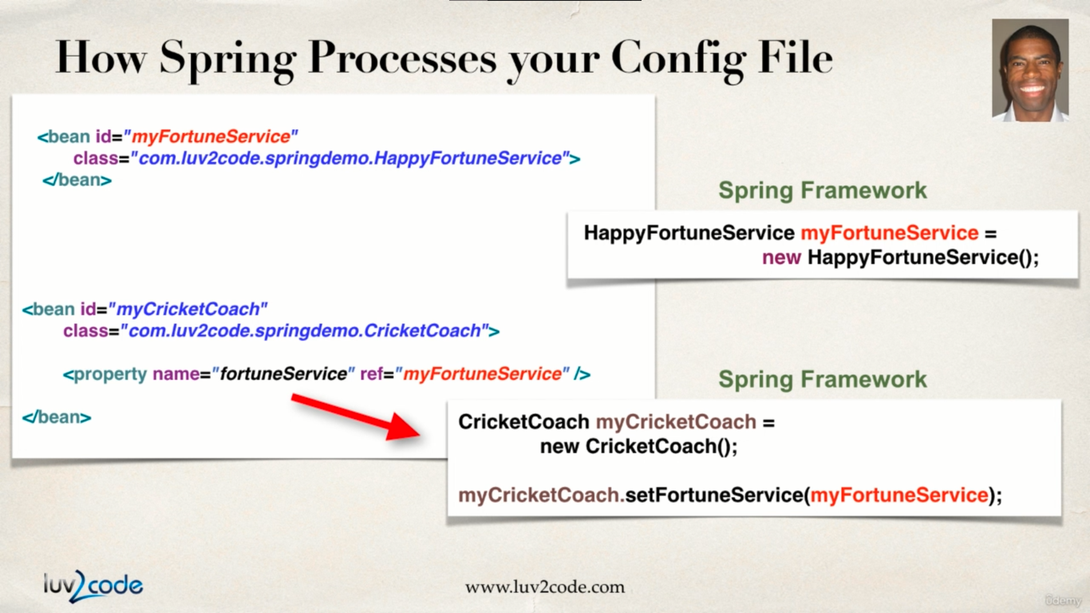 How Spring Processes your Config File
<bean id="myFortuneService"
class="com.luv2code.springdemo.HappyFortuneService">
</bean>
Spring Framework
HappyFortuneService myFortuneService =
new HappyFortuneService();
<bean id="myCricketCoach"
class="com.luv2code.springdemo.CricketCoach">
<property name="fortuneService" ref="myFortuneService" />
</bean>
Spring Framework
CricketCoach myCricketCoach =
new CricketCoach();
myCricketCoach.setFortuneService(myFortuneService);
luv2code
www.luv2code.com
udemy